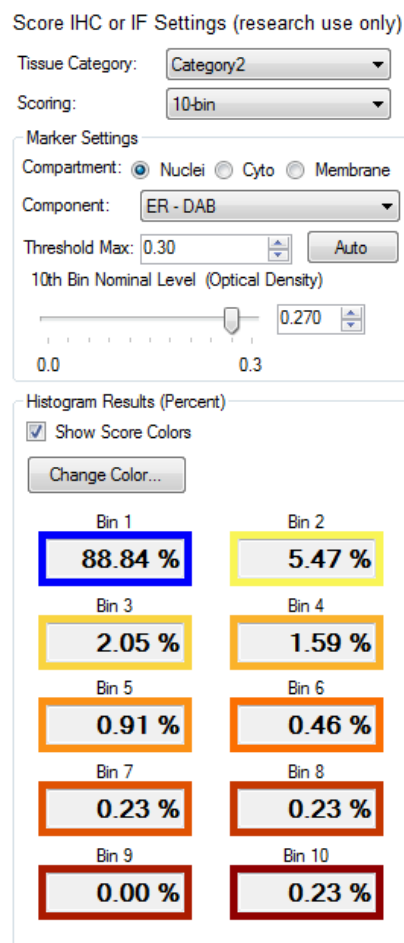 Score IHC or IF Settings (research use only)
Tissue Category: Category2
Scoring: 10-bin
Marker Settings
Compartment: Nuclei Cyto Membrane
Component: ER - DAB
Threshold Max: 0.30 Auto
10th Bin Nominal Level (Optical Density)
0.270
0.0 0.3
Histogram Results (Percent)
Show Score Colors
Change Color...
Bin 1 Bin 2
88.84 % 5.47 %
Bin 3 Bin 4
2.05 % 1.59 %
Bin 5 Bin 6
0.91 % 0.46 %
Bin 7 Bin 8
0.23 % 0.23 %
Bin 9 Bin 10
0.00 % 0.23 %